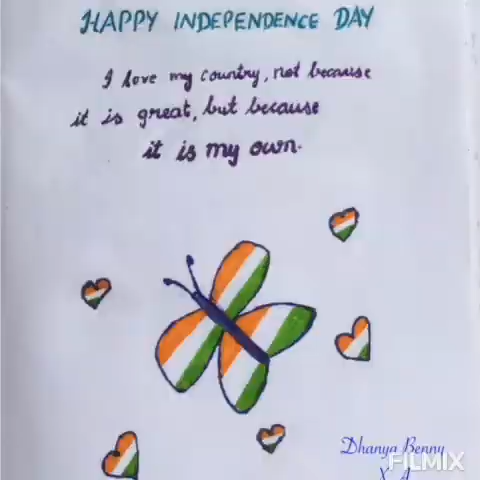 HAPPY INDEPENDENCE DAY
I love my country, not because
it is great, but because
it is my own.
Dhanya Benny
X A
FILMIX